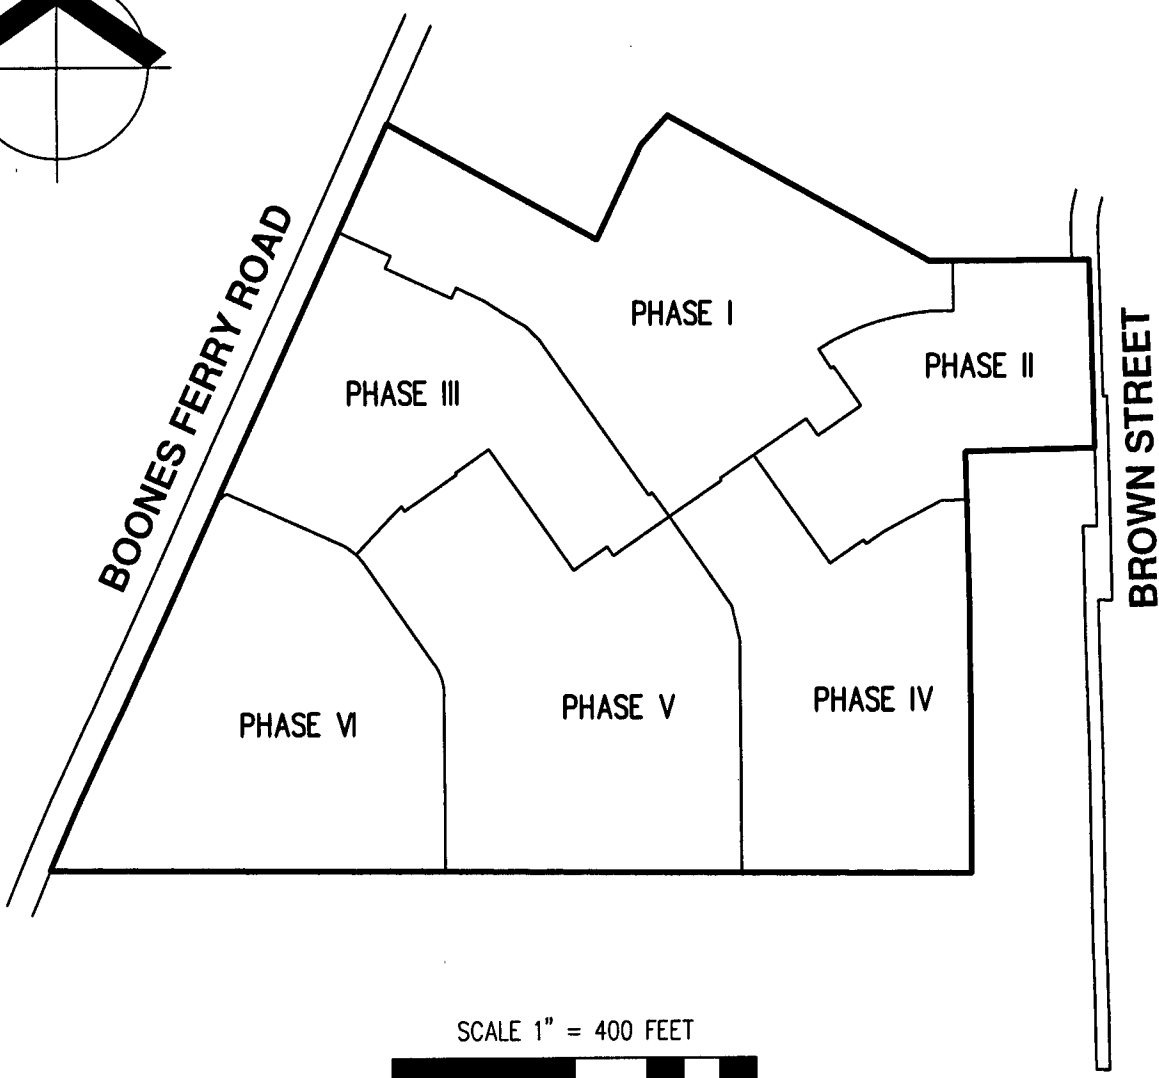 PHASE I
PHASE II
PHASE III
BOONES FERRY ROAD
BROWN STREET
PHASE IV
PHASE V
PHASE VI
SCALE 1" = 400 FEET